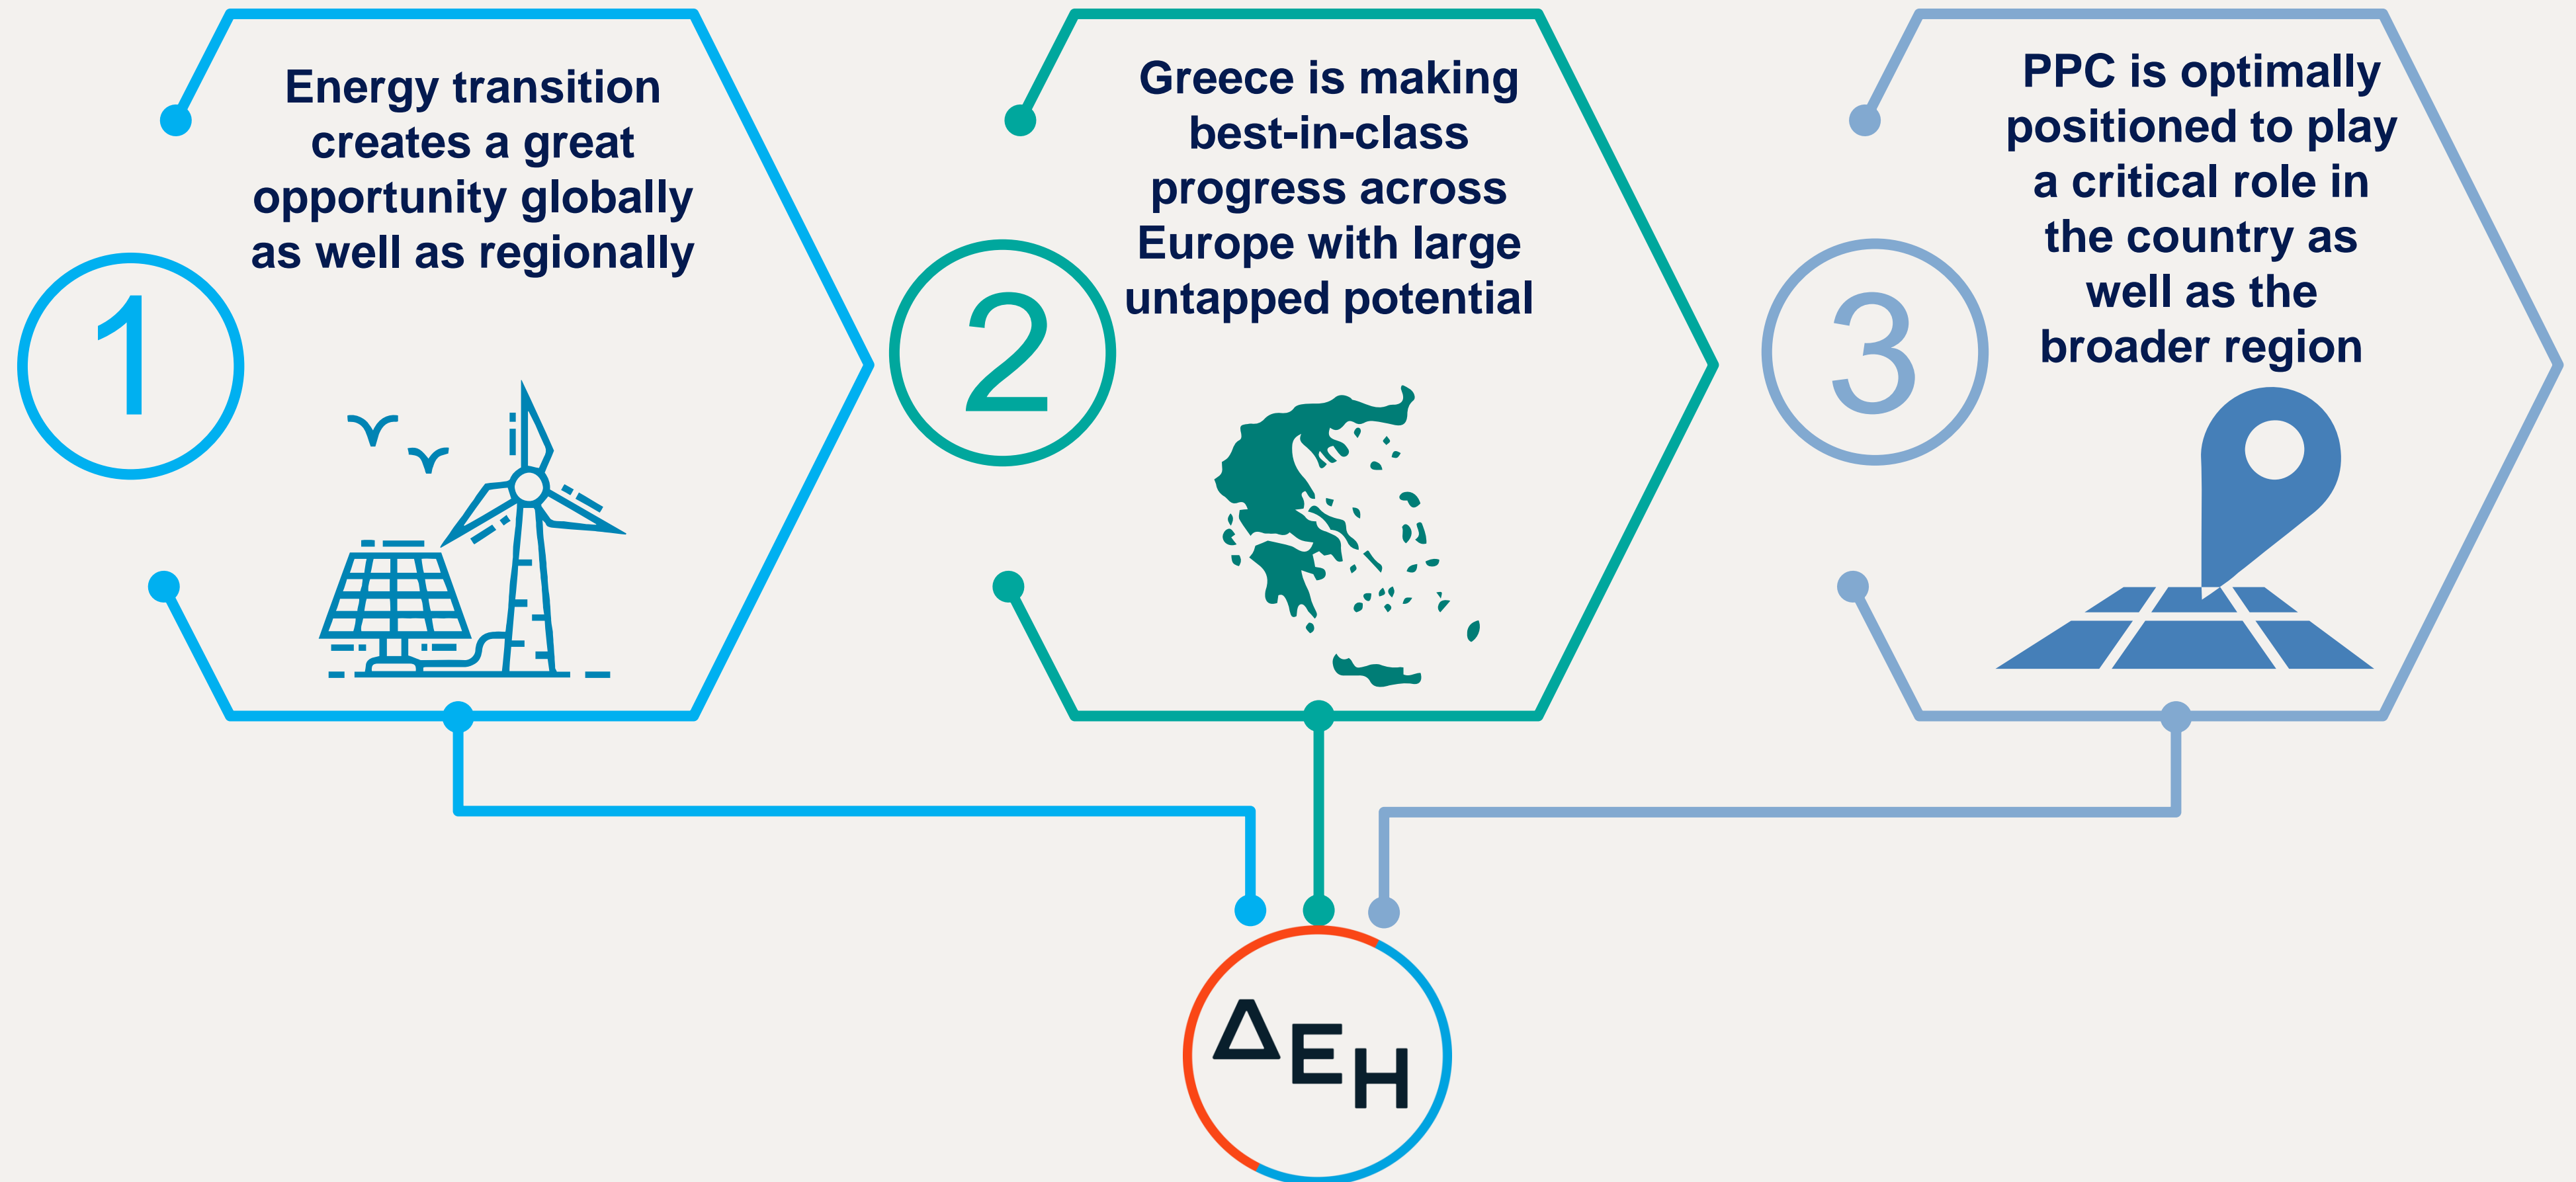 1
Energy transition
creates a great
opportunity globally
as well as regionally
2
Greece is making
best-in-class
progress across
Europe with large
untapped potential
3
PPC is optimally
positioned to play
a critical role in
the country as
well as the
broader region
ΔΕΗ